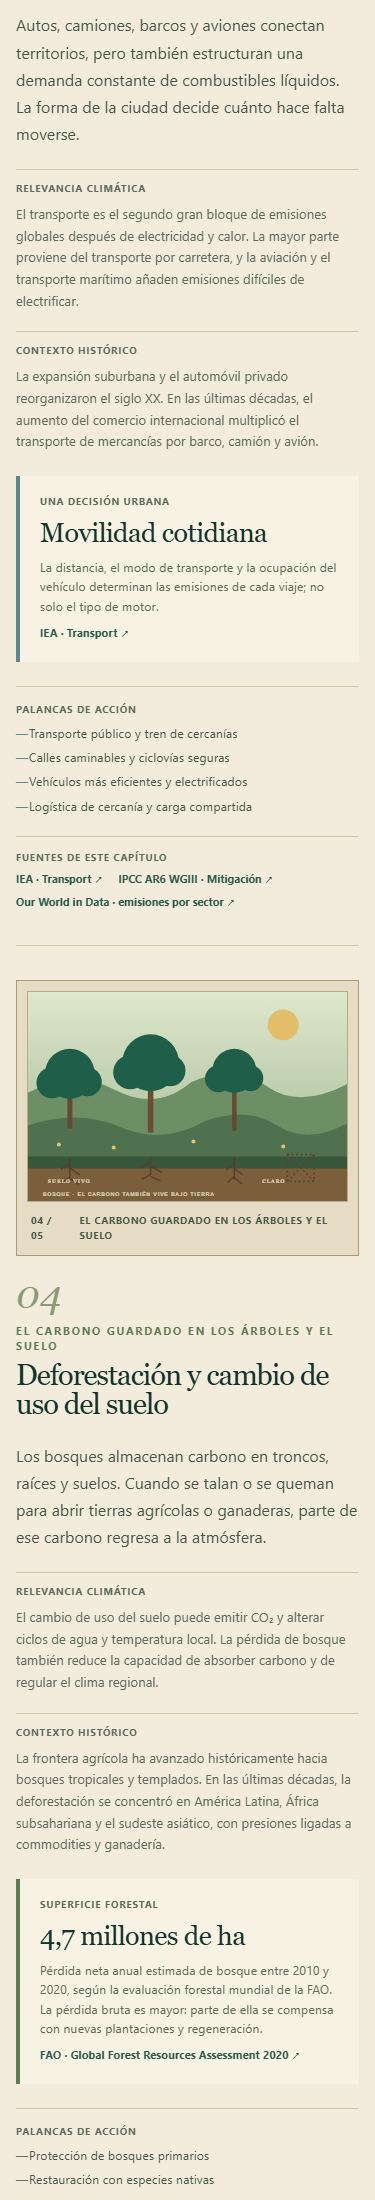 Autos, camiones, barcos y aviones conectan
territorios, pero también estructuran una
demanda constante de combustibles líquidos.
La forma de la ciudad decide cuánto hace falta
moverse.
RELEVANCIA CLIMÁTICA
El transporte es el segundo gran bloque de emisiones
globales después de electricidad y calor. La mayor parte
proviene del transporte por carretera, y la aviación y el
transporte marítimo añaden emisiones difíciles de
electrificar.
CONTEXTO HISTÓRICO
La expansión suburbana y el automóvil privado
reorganizaron el siglo XX. En las últimas décadas, el
aumento del comercio internacional multiplicó el
transporte de mercancías por barco, camión y avión.
UNA DECISIÓN URBANA
Movilidad cotidiana
La distancia, el modo de transporte y la ocupación del
vehículo determinan las emisiones de cada viaje; no
solo el tipo de motor.
IEA · Transport ↗
PALANCAS DE ACCIÓN
—Transporte público y tren de cercanías
—Calles caminables y ciclovías seguras
—Vehículos más eficientes y electrificados
—Logística de cercanía y carga compartida
FUENTES DE ESTE CAPÍTULO
IEA · Transport ↗ IPCC AR6 WGIII · Mitigación ↗
Our World in Data · emisiones por sector ↗
SUELO VIVO CLARO
BOSQUE · EL CARBONO TAMBIÉN VIVE BAJO TIERRA
04 / 05 EL CARBONO GUARDADO EN LOS ÁRBOLES Y EL
SUELO
04
EL CARBONO GUARDADO EN LOS ÁRBOLES Y EL
SUELO
Deforestación y cambio de
uso del suelo
Los bosques almacenan carbono en troncos,
raíces y suelos. Cuando se talan o se queman
para abrir tierras agrícolas o ganaderas, parte de
ese carbono regresa a la atmósfera.
RELEVANCIA CLIMÁTICA
El cambio de uso del suelo puede emitir CO₂ y alterar
ciclos de agua y temperatura local. La pérdida de bosque
también reduce la capacidad de absorber carbono y de
regular el clima regional.
CONTEXTO HISTÓRICO
La frontera agrícola ha avanzado históricamente hacia
bosques tropicales y templados. En las últimas décadas, la
deforestación se concentró en América Latina, África
subsahariana y el sudeste asiático, con presiones ligadas a
commodities y ganadería.
SUPERFICIE FORESTAL
4,7 millones de ha
Pérdida neta anual estimada de bosque entre 2010 y
2020, según la evaluación forestal mundial de la FAO.
La pérdida bruta es mayor: parte de ella se compensa
con nuevas plantaciones y regeneración.
FAO · Global Forest Resources Assessment 2020 ↗
PALANCAS DE ACCIÓN
—Protección de bosques primarios
—Restauración con especies nativas